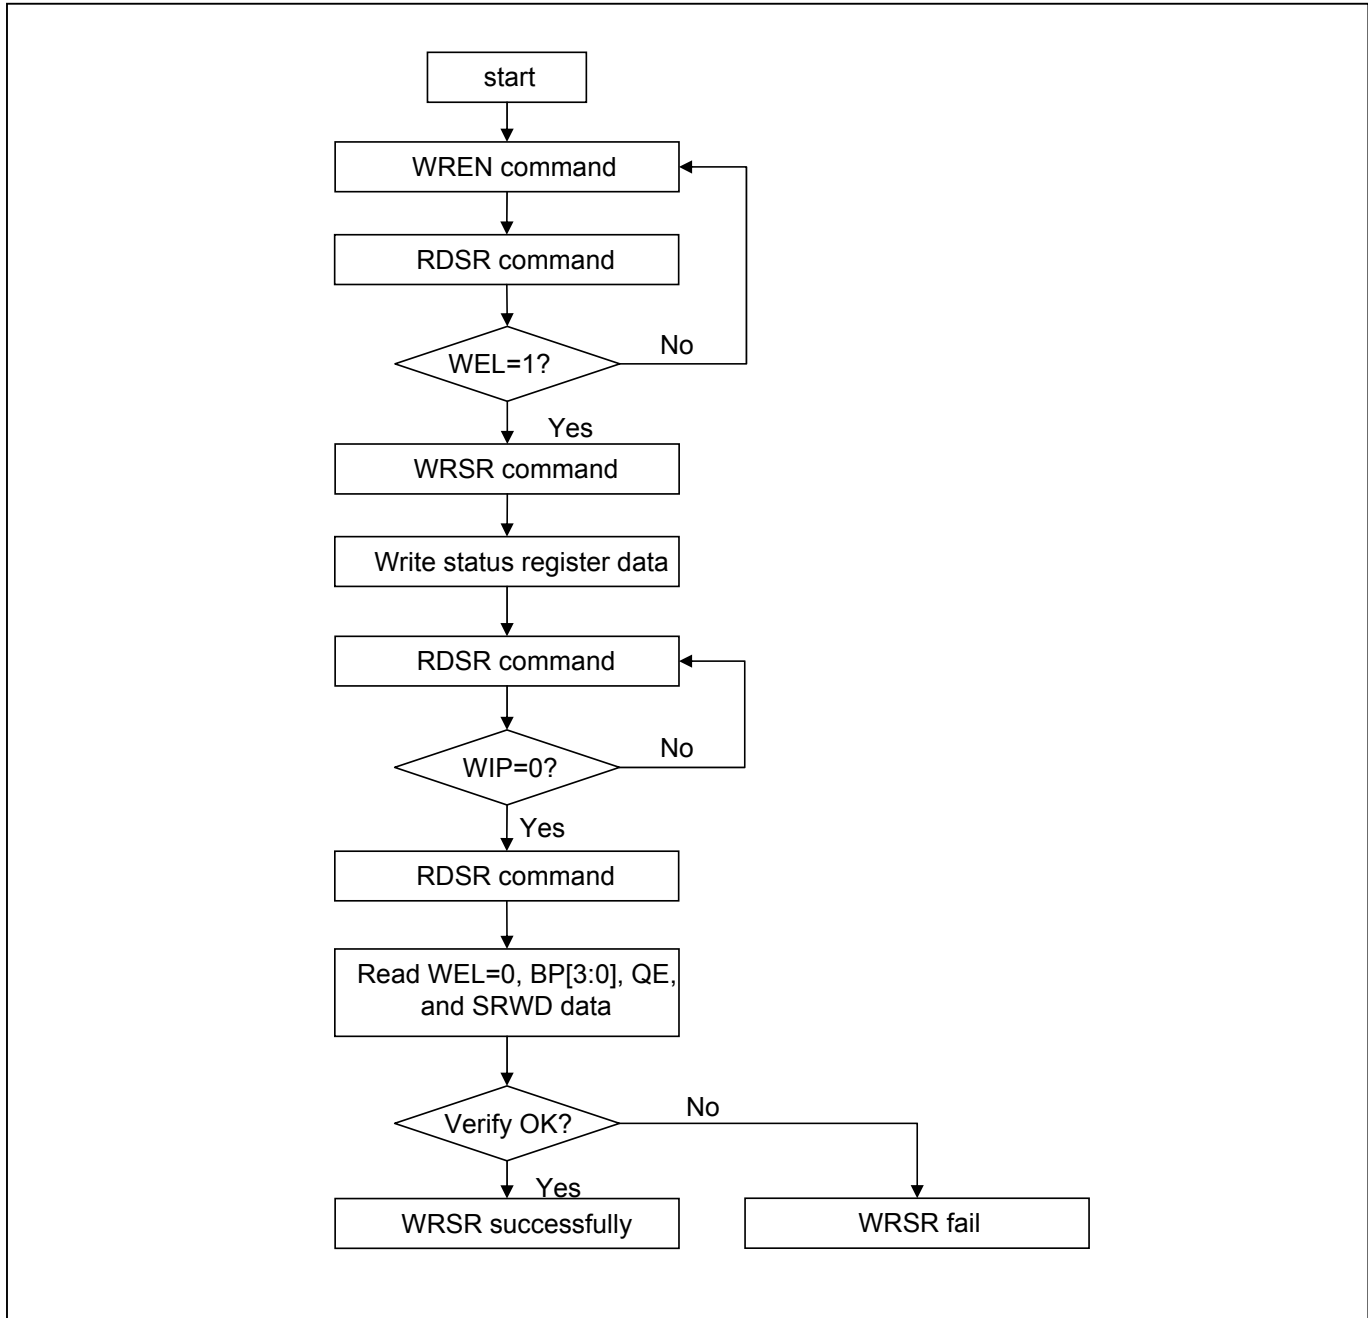 start
WREN command
RDSR command
WEL=1?
No
Yes
WRSR command
Write status register data
RDSR command
WIP=0?
No
Yes
RDSR command
Read WEL=0, BP[3:0], QE,
and SRWD data
Verify OK?
No
Yes
WRSR successfully
WRSR fail